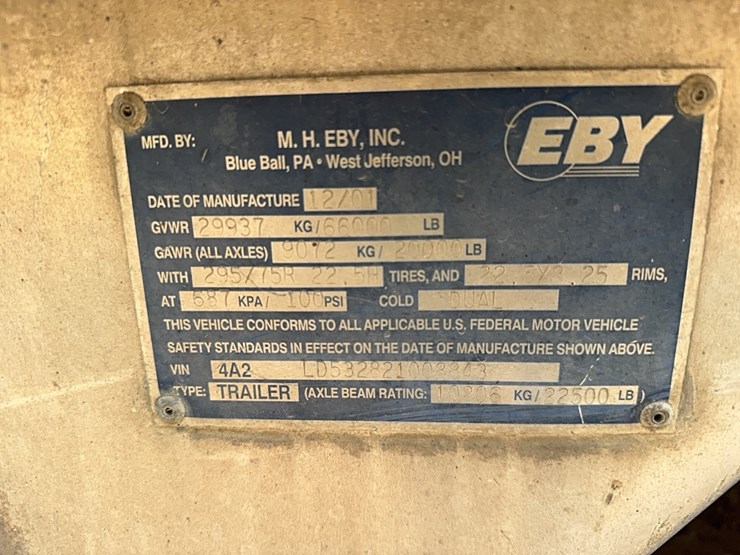 MFD. BY:
M. H. EBY, INC.
Blue Ball, PA • West Jefferson, OH
EBY
DATE OF MANUFACTURE 12/01
GVWR 29937 KG/66000 LB
GAWR (ALL AXLES) 9072 KG/ 20000 LB
WITH 295X75R 22.5H TIRES, AND 22.5X8.25 RIMS,
AT 687 KPA/ 100 PSI COLD DUAL
THIS VEHICLE CONFORMS TO ALL APPLICABLE U.S. FEDERAL MOTOR VEHICLE
SAFETY STANDARDS IN EFFECT ON THE DATE OF MANUFACTURE SHOWN ABOVE.
VIN 4A2
TYPE: TRAILER (AXLE BEAM RATING: 10206 KG/22500 LB)